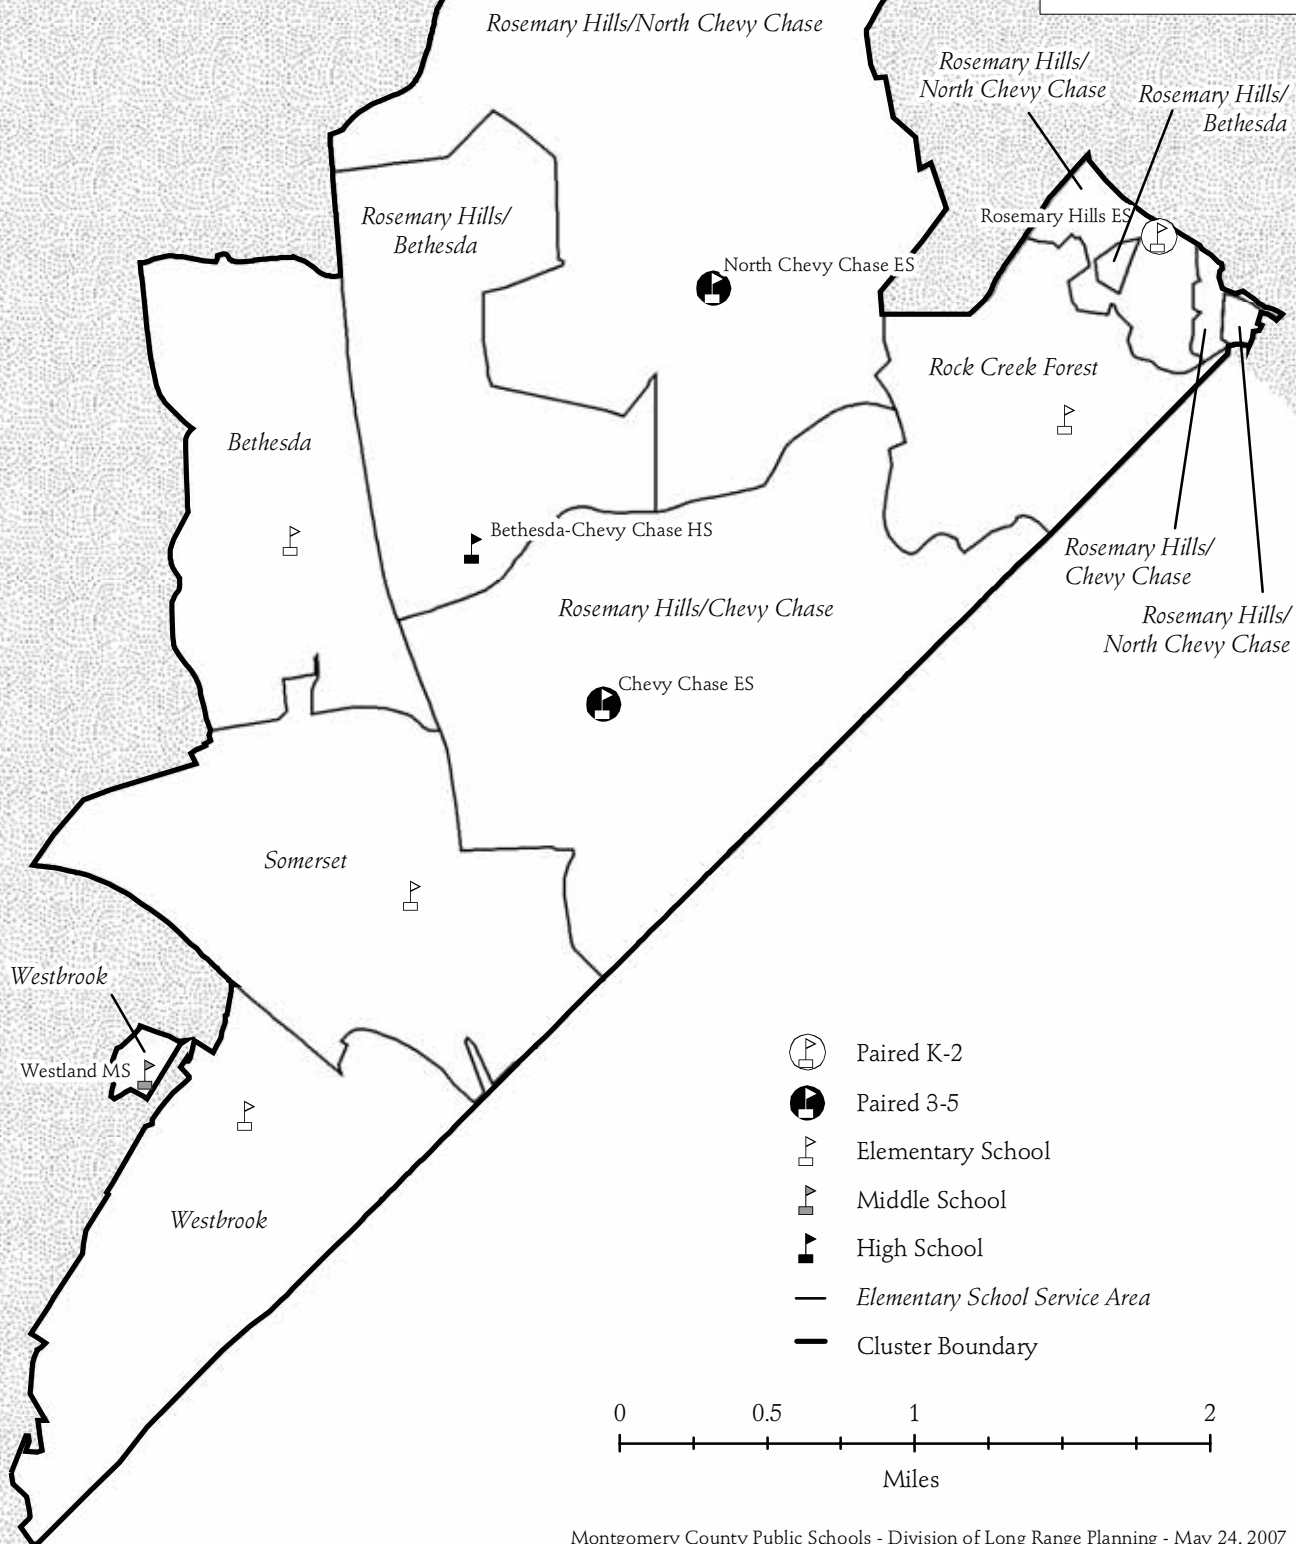 Rosemary Hills/North Chevy Chase
Rosemary Hills/
North Chevy Chase
Rosemary Hills/
Bethesda
Rosemary Hills/
Bethesda
Rosemary Hills ES
North Chevy Chase ES
Rock Creek Forest
Bethesda
Bethesda-Chevy Chase HS
Rosemary Hills/
Chevy Chase
Rosemary Hills/Chevy Chase
Rosemary Hills/
North Chevy Chase
Chevy Chase ES
Somerset
Westbrook
Westland MS
Westbrook
Paired K-2
Paired 3-5
Elementary School
Middle School
High School
Elementary School Service Area
Cluster Boundary
0 0.5 1 2
Miles
Montgomery County Public Schools - Division of Long Range Planning - May 24, 2007